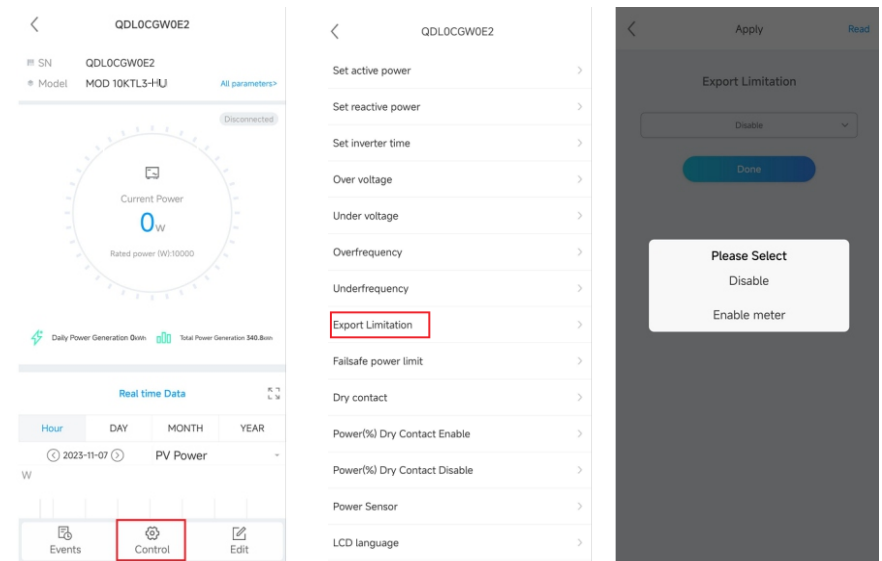 QDL0CGW0E2
SN QDL0CGW0E2
Model MOD 10KTL3-HU All parameters>
Disconnected
Current Power
0W
Rated power (W):10000
Daily Power Generation 0kWh Total Power Generation 340.8kWh
Real time Data
Hour DAY MONTH YEAR
2023-11-07 PV Power
W
Events Control Edit
QDL0CGW0E2
Set active power
Set reactive power
Set inverter time
Over voltage
Under voltage
Overfrequency
Underfrequency
Export Limitation
Failsafe power limit
Dry contact
Power(%) Dry Contact Enable
Power(%) Dry Contact Disable
Power Sensor
LCD language
Apply Read
Export Limitation
Disable
Done
Please Select
Disable
Enable meter